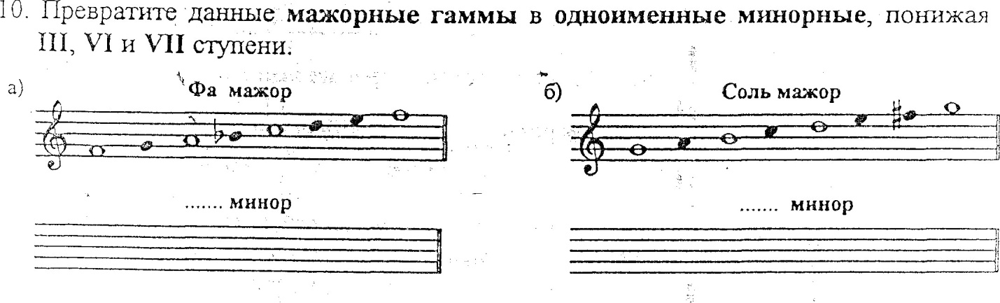 10. Превратите данные мажорные гаммы в одноименные минорные, понижая
III, VI и VII ступени.
а) Фа мажор
б) Соль мажор
....... минор
....... минор